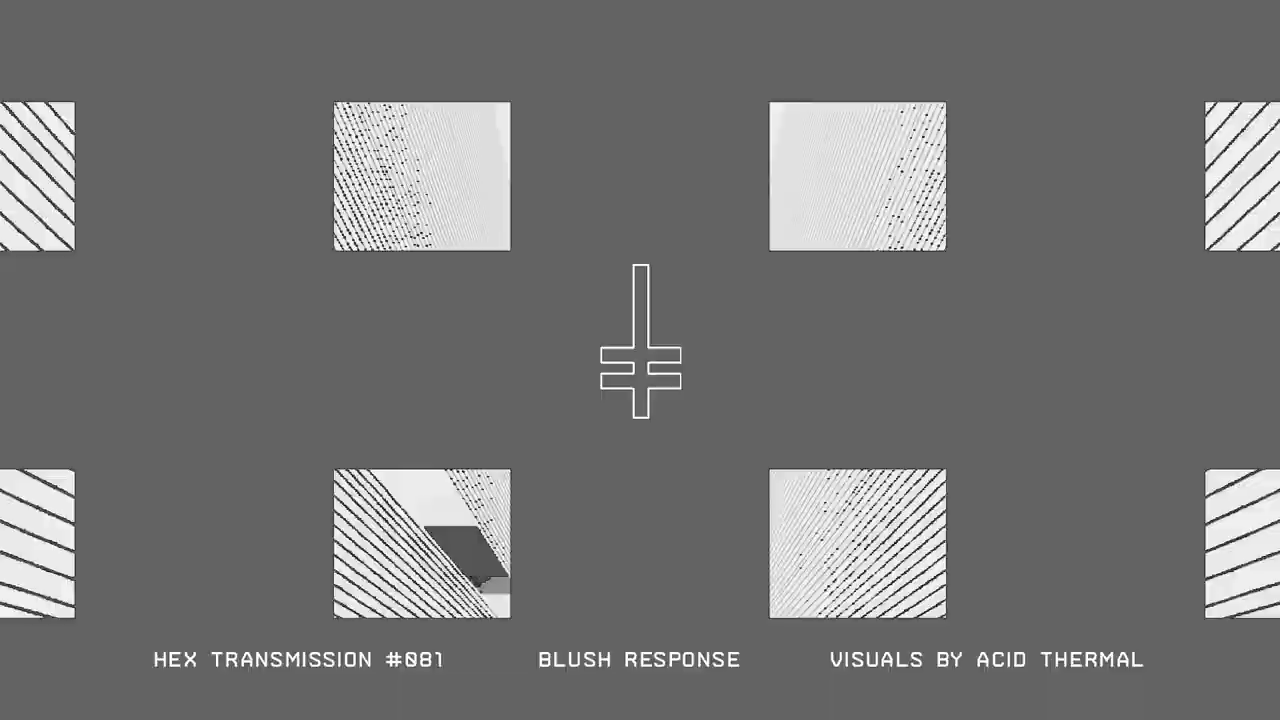 HEX TRANSMISSION #081 BLUSH RESPONSE VISUALS BY ACID THERMAL